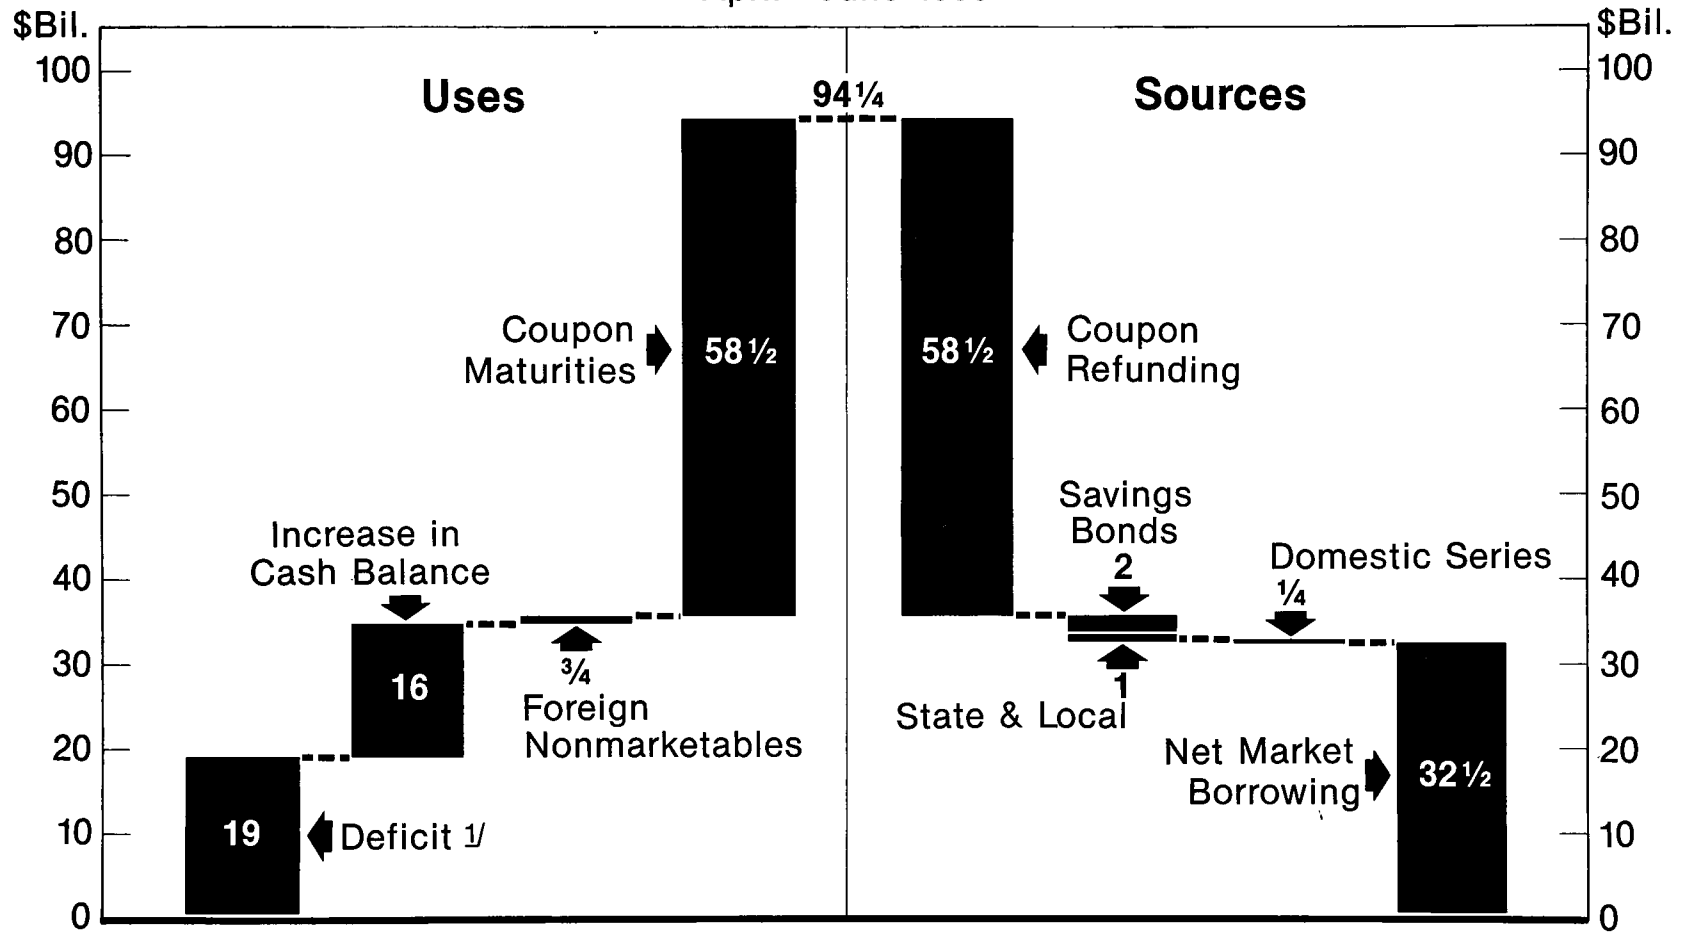 $Bil.
$Bil.
100
90
80
70
60
50
40
30
20
10
0
Uses
94¼
Sources
Coupon
Maturities
58½
58½
Coupon
Refunding
Increase in
Cash Balance
16
¾
Foreign
Nonmarketables
19
Deficit 1/
Savings
Bonds
2
1
State & Local
Domestic Series
¼
Net Market
Borrowing
32½
100
90
80
70
60
50
40
30
20
10
0